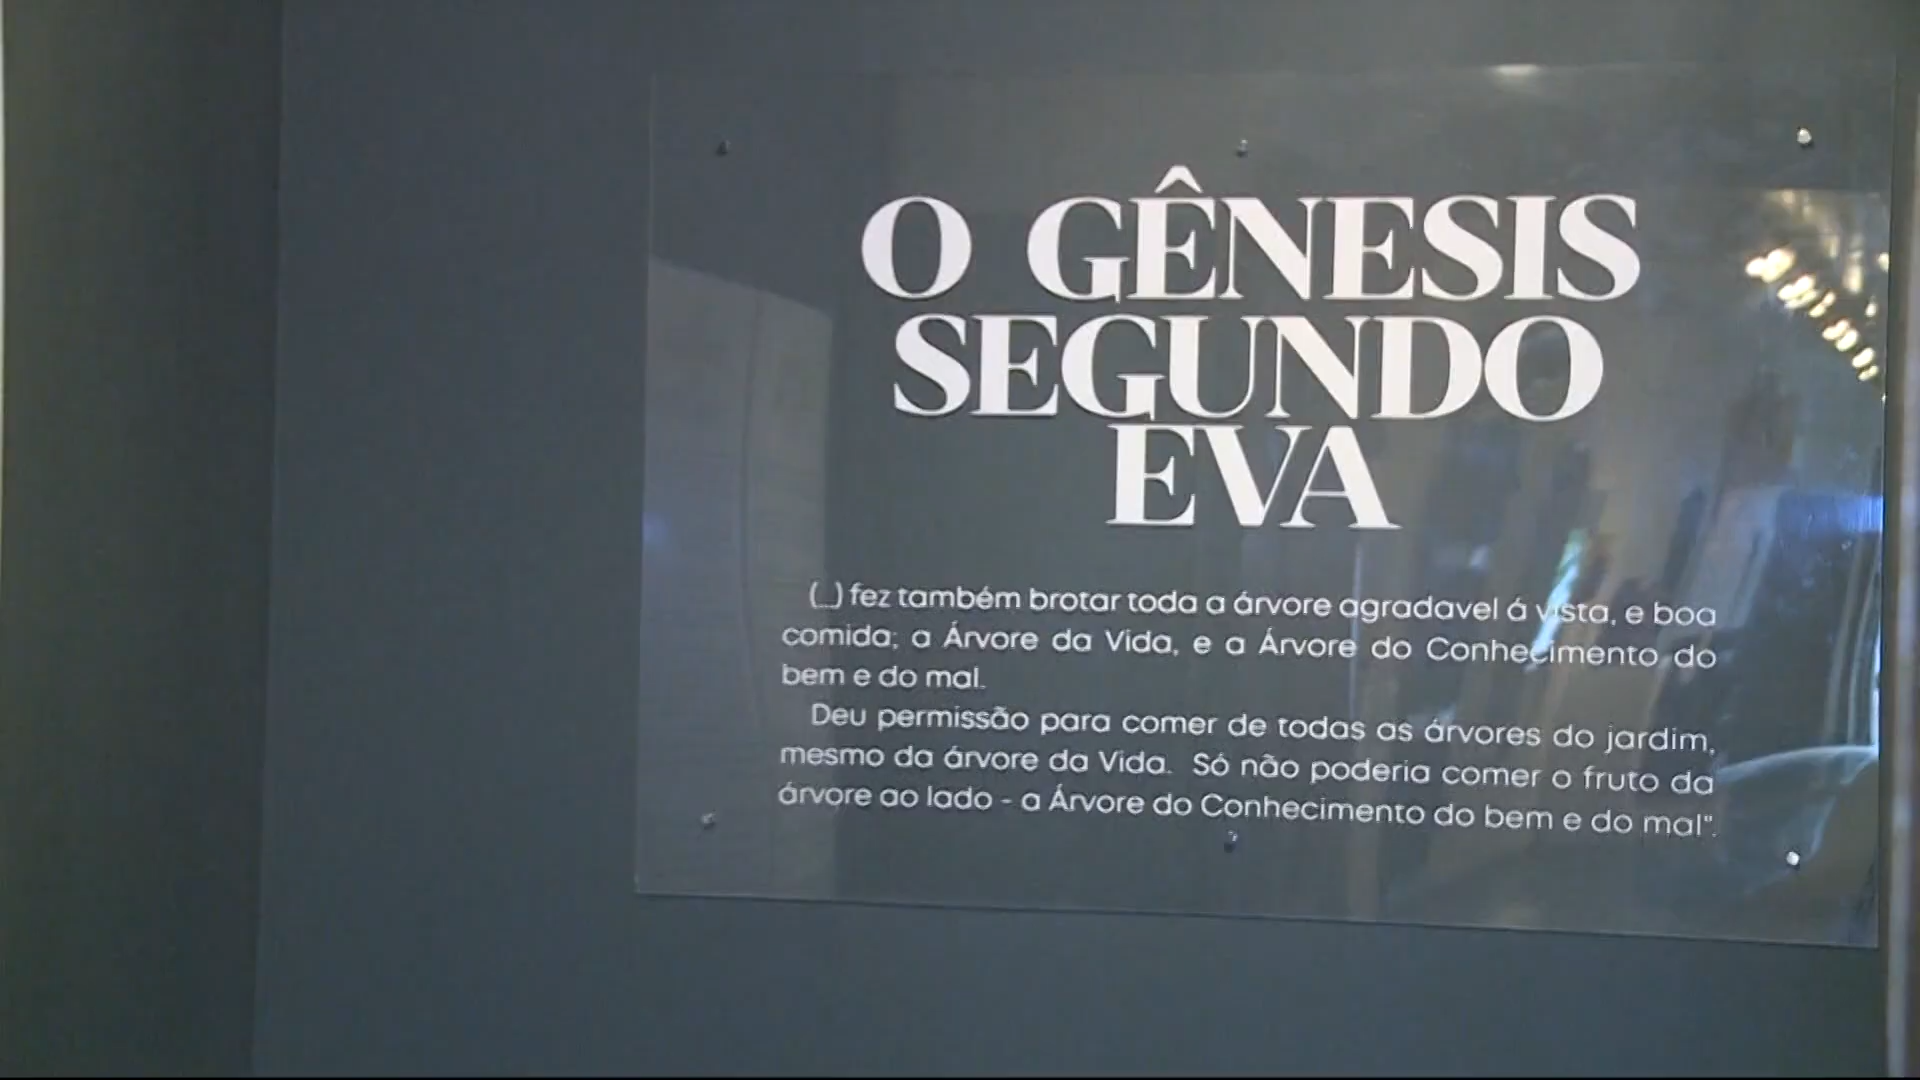 O GÊNESIS
SEGUNDO
EVA
(...) fez também brotar toda a árvore agradavel á vista, e boa
comida; a Árvore da Vida, e a Árvore do Conhecimento do
bem e do mal.
Deu permissão para comer de todas as árvores do jardim,
mesmo da árvore da Vida. Só não poderia comer o fruto da
árvore ao lado - a Árvore do Conhecimento do bem e do mal".